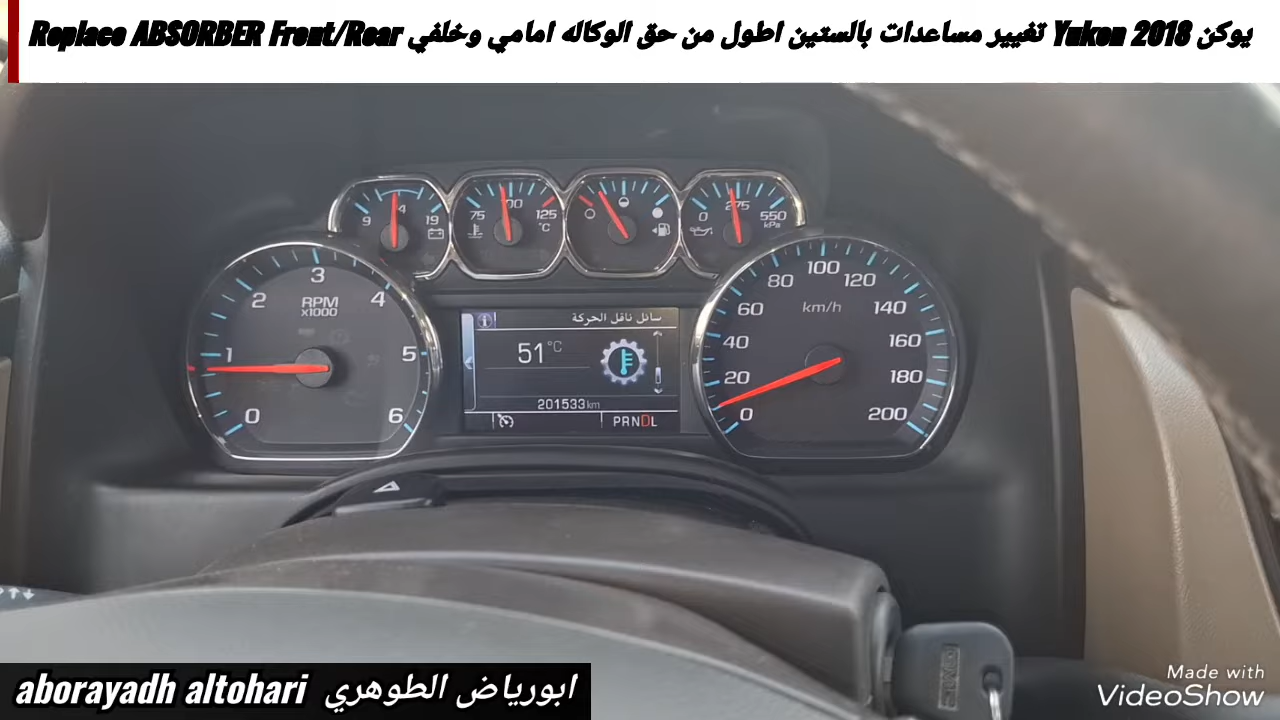 يوكن Yukon 2018 تغيير مساعدات بالستين اطول من حق الوكاله امامي وخلفي Replace ABSORBER Front/Rear
9 14 19
75 100 125 °C
0 275 550 kPa
0 1 2 3 4 5 6
RPM x1000
سائل ناقل الحركة
51°C
201533km
PRNDL
0 20 40 60 80 100 120 140 160 180 200
km/h
aborayadh altohari ابورياض الطوهري
Made with
VideoShow